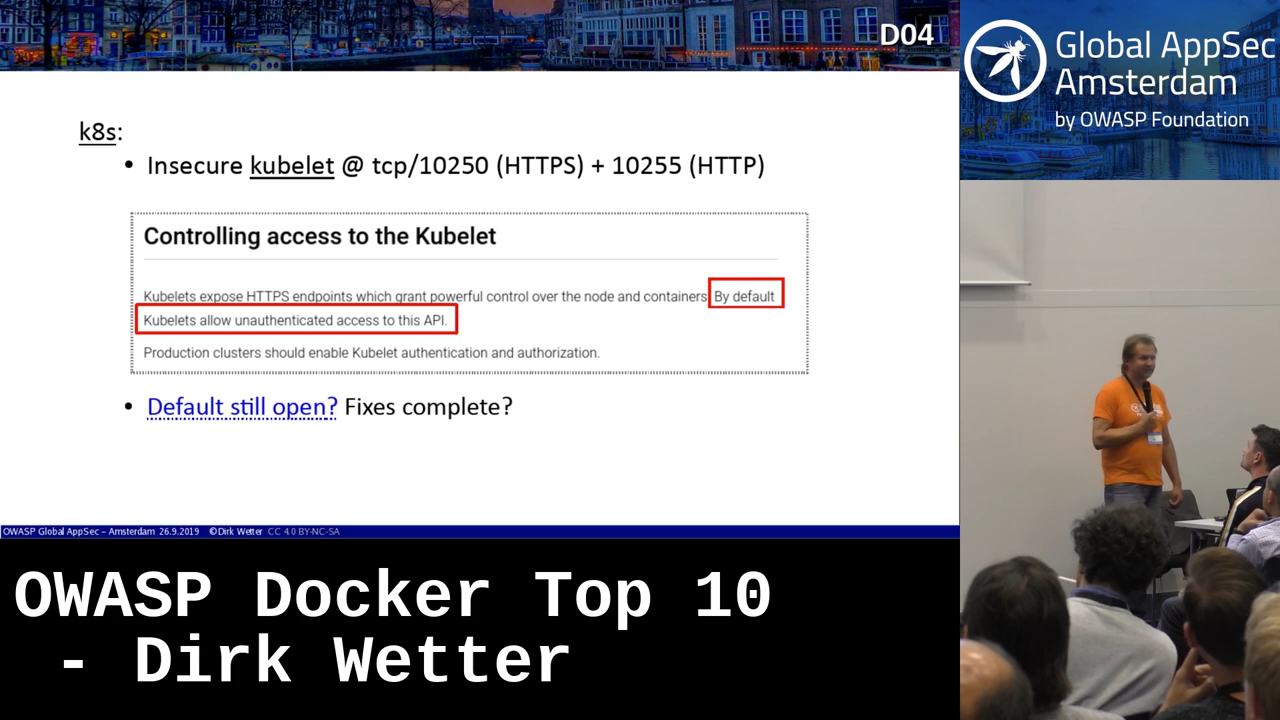 D04
k8s:
• Insecure kubelet @ tcp/10250 (HTTPS) + 10255 (HTTP)
Controlling access to the Kubelet
Kubelets expose HTTPS endpoints which grant powerful control over the node and containers. By default
Kubelets allow unauthenticated access to this API.
Production clusters should enable Kubelet authentication and authorization.
• Default still open? Fixes complete?
OWASP Global AppSec – Amsterdam 26.9.2019 ©Dirk Wetter CC 4.0 BY-NC-SA
OWASP Docker Top 10
- Dirk Wetter
Global AppSec
Amsterdam
by OWASP Foundation